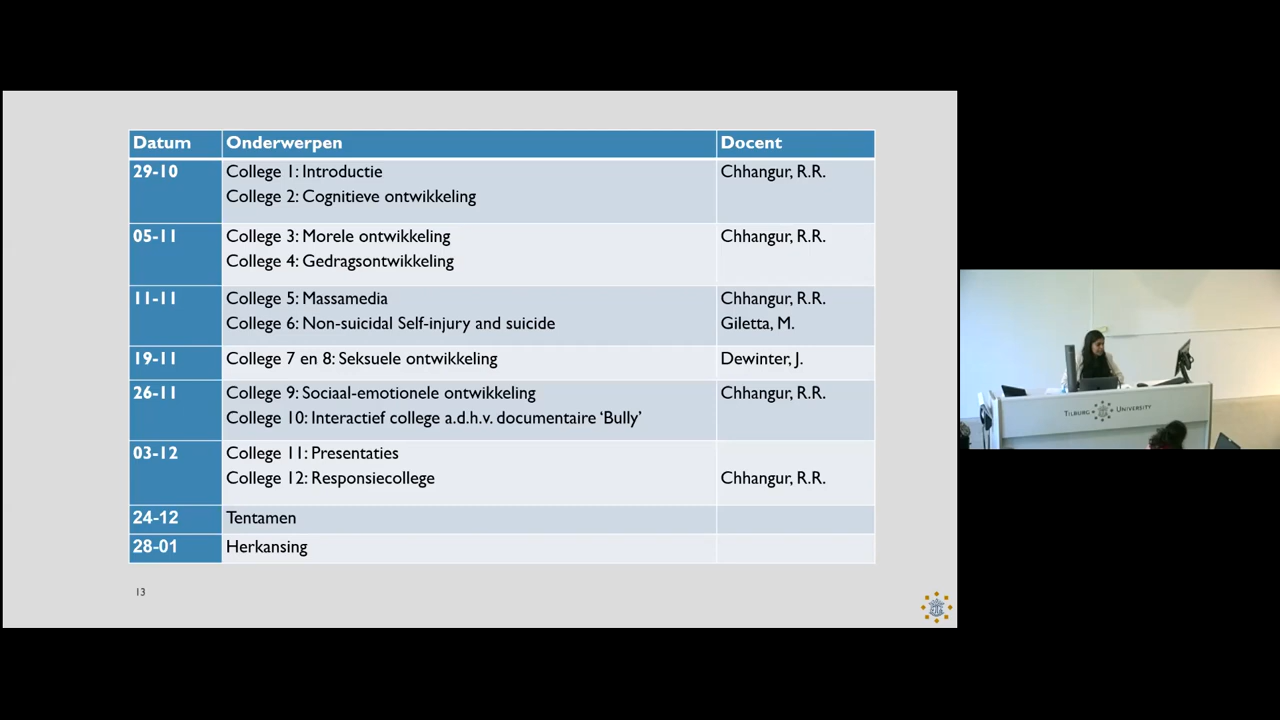 Datum Onderwerpen Docent
29-10 College 1: Introductie Chhangur, R.R.
College 2: Cognitieve ontwikkeling
05-11 College 3: Morele ontwikkeling Chhangur, R.R.
College 4: Gedragsontwikkeling
11-11 College 5: Massamedia Chhangur, R.R.
College 6: Non-suicidal Self-injury and suicide Giletta, M.
19-11 College 7 en 8: Seksuele ontwikkeling Dewinter, J.
26-11 College 9: Sociaal-emotionele ontwikkeling Chhangur, R.R.
College 10: Interactief college a.d.h.v. documentaire ‘Bully’
03-12 College 11: Presentaties
College 12: Responsiecollege Chhangur, R.R.
24-12 Tentamen
28-01 Herkansing
13
TILBURG UNIVERSITY